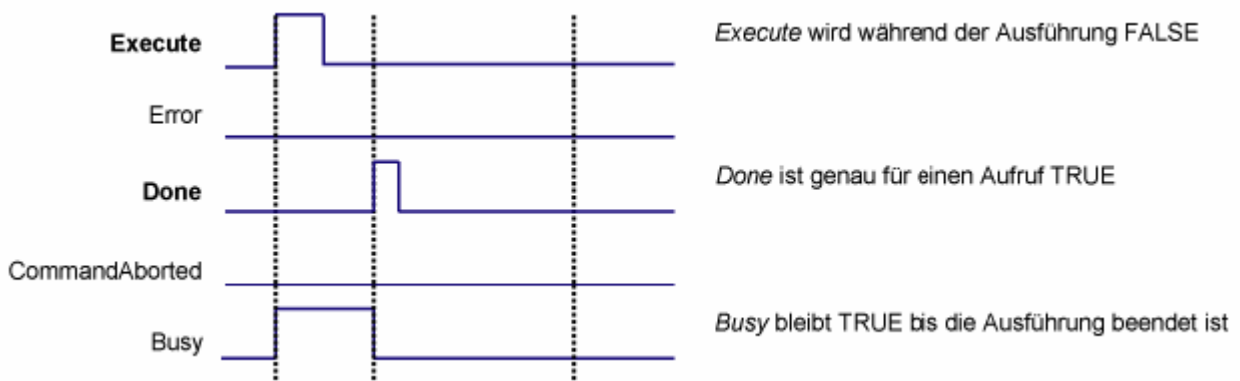 Execute
Execute wird während der Ausführung FALSE
Error
Done
Done ist genau für einen Aufruf TRUE
CommandAborted
Busy
Busy bleibt TRUE bis die Ausführung beendet ist